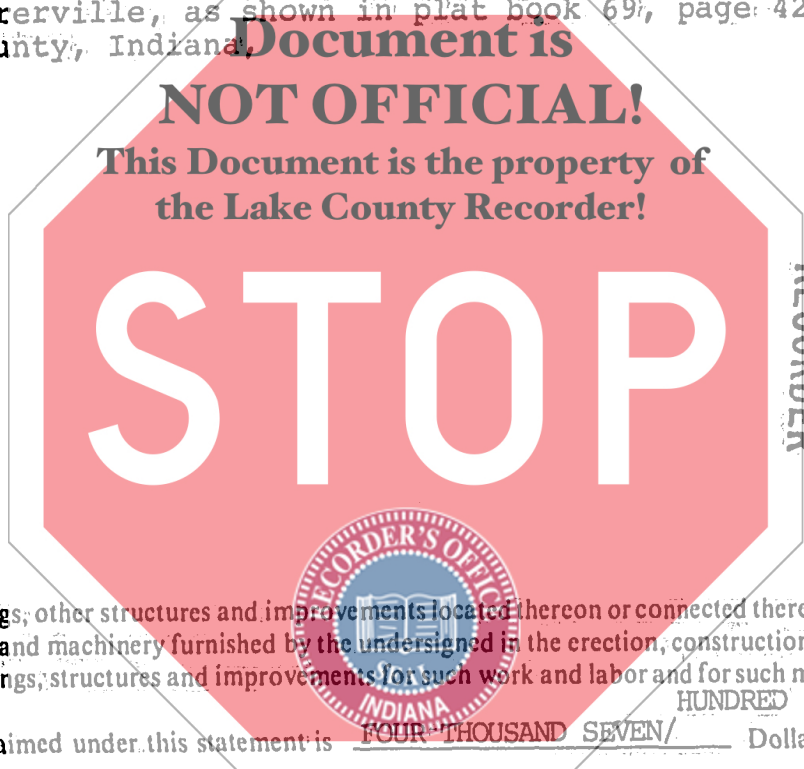 rerville, as shown in plat book 69, page 42
unty, Indiana,
Document is
NOT OFFICIAL!
This Document is the property of
the Lake County Recorder!
STOP
RECORDER
RECORDER'S OFFICE
gs, other structures and improvements located thereon or connected there
and machinery furnished by the undersigned in the erection, construction
ngs, structures and improvements for such work and labor and for such m
SEAL
INDIANA
HUNDRED
aimed under this statement is FOUR THOUSAND SEVEN/ Dolla